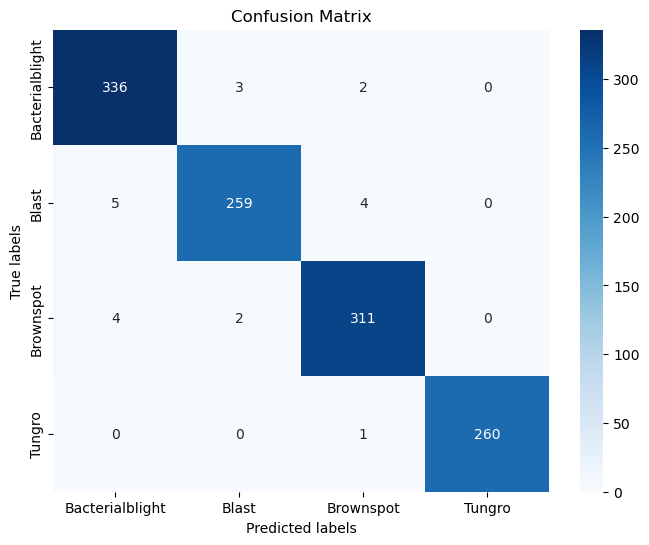 Confusion Matrix
True labels
Bacterialblight
336 3 2 0
Blast
5 259 4 0
Brownspot
4 2 311 0
Tungro
0 0 1 260
Bacterialblight Blast Brownspot Tungro
Predicted labels
300
250
200
150
100
50
0